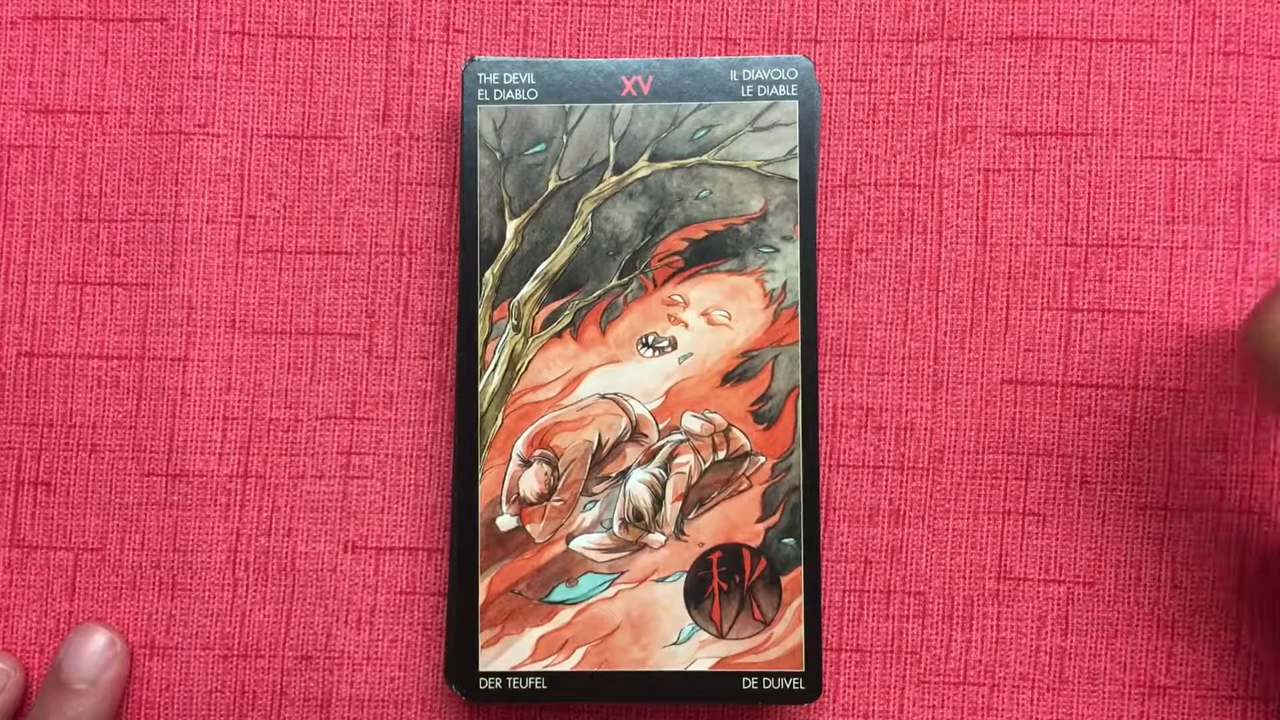 THE DEVIL
EL DIABLO
XV
IL DIAVOLO
LE DIABLE
秋
DER TEUFEL
DE DUIVEL